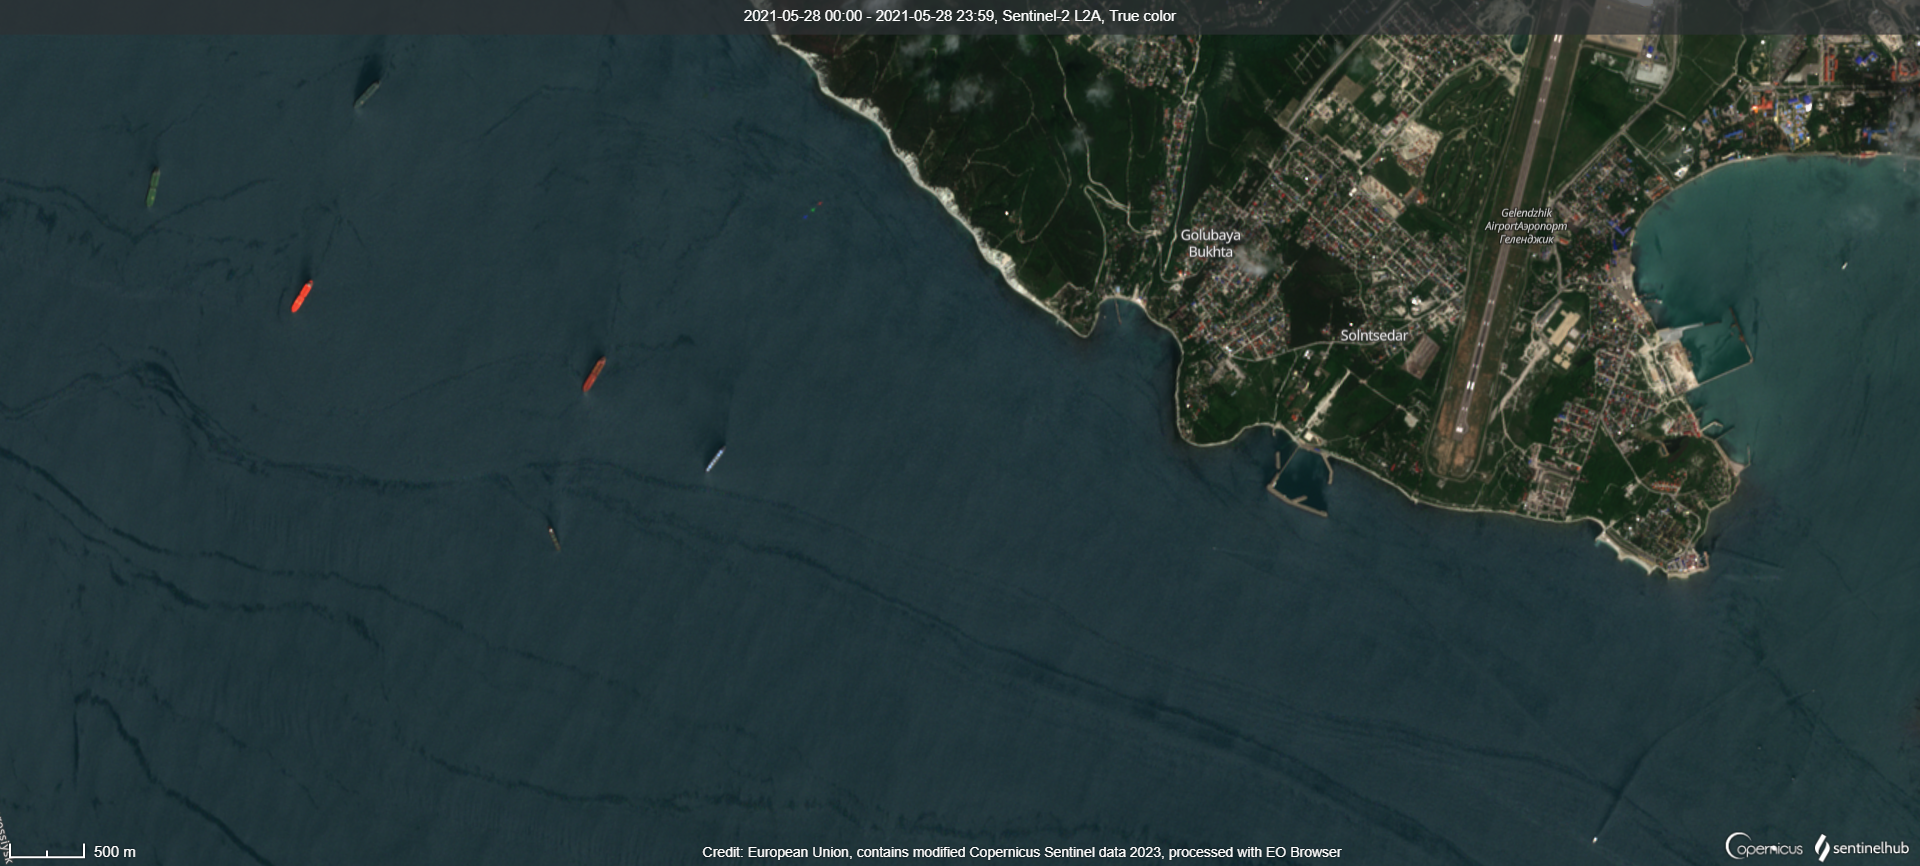 2021-05-28 00:00 - 2021-05-28 23:59, Sentinel-2 L2A, True color
Gelendzhik
AirportАэропорт
Геленджик
Golubaya
Bukhta
Solntsedar
500 m
Credit: European Union, contains modified Copernicus Sentinel data 2023, processed with EO Browser
Copernicus
sentinelhub